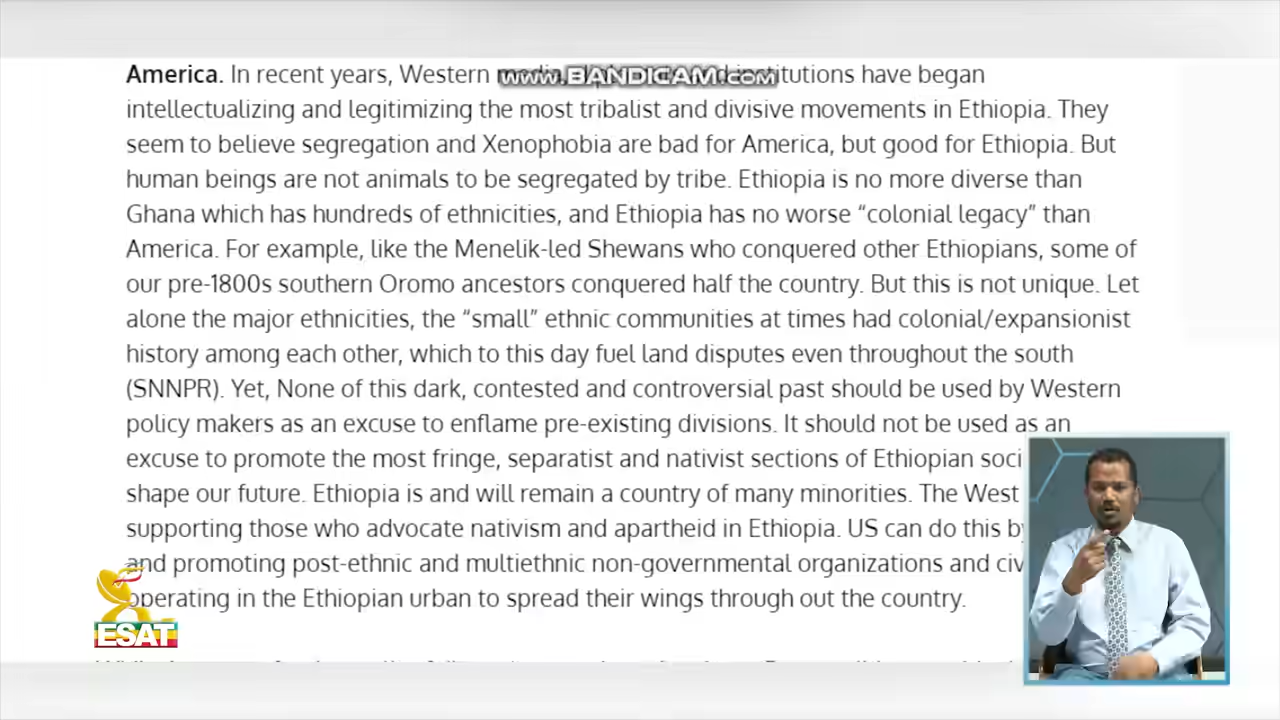 www.BANDICAM.com
America. In recent years, Western institutions have began
intellectualizing and legitimizing the most tribalist and divisive movements in Ethiopia. They
seem to believe segregation and Xenophobia are bad for America, but good for Ethiopia. But
human beings are not animals to be segregated by tribe. Ethiopia is no more diverse than
Ghana which has hundreds of ethnicities, and Ethiopia has no worse “colonial legacy” than
America. For example, like the Menelik-led Shewans who conquered other Ethiopians, some of
our pre-1800s southern Oromo ancestors conquered half the country. But this is not unique. Let
alone the major ethnicities, the “small” ethnic communities at times had colonial/expansionist
history among each other, which to this day fuel land disputes even throughout the south
(SNNPR). Yet, None of this dark, contested and controversial past should be used by Western
policy makers as an excuse to enflame pre-existing divisions. It should not be used as an
excuse to promote the most fringe, separatist and nativist sections of Ethiopian soci
shape our future. Ethiopia is and will remain a country of many minorities. The West
supporting those who advocate nativism and apartheid in Ethiopia. US can do this by
and promoting post-ethnic and multiethnic non-governmental organizations and civ
operating in the Ethiopian urban to spread their wings through out the country.
ESAT